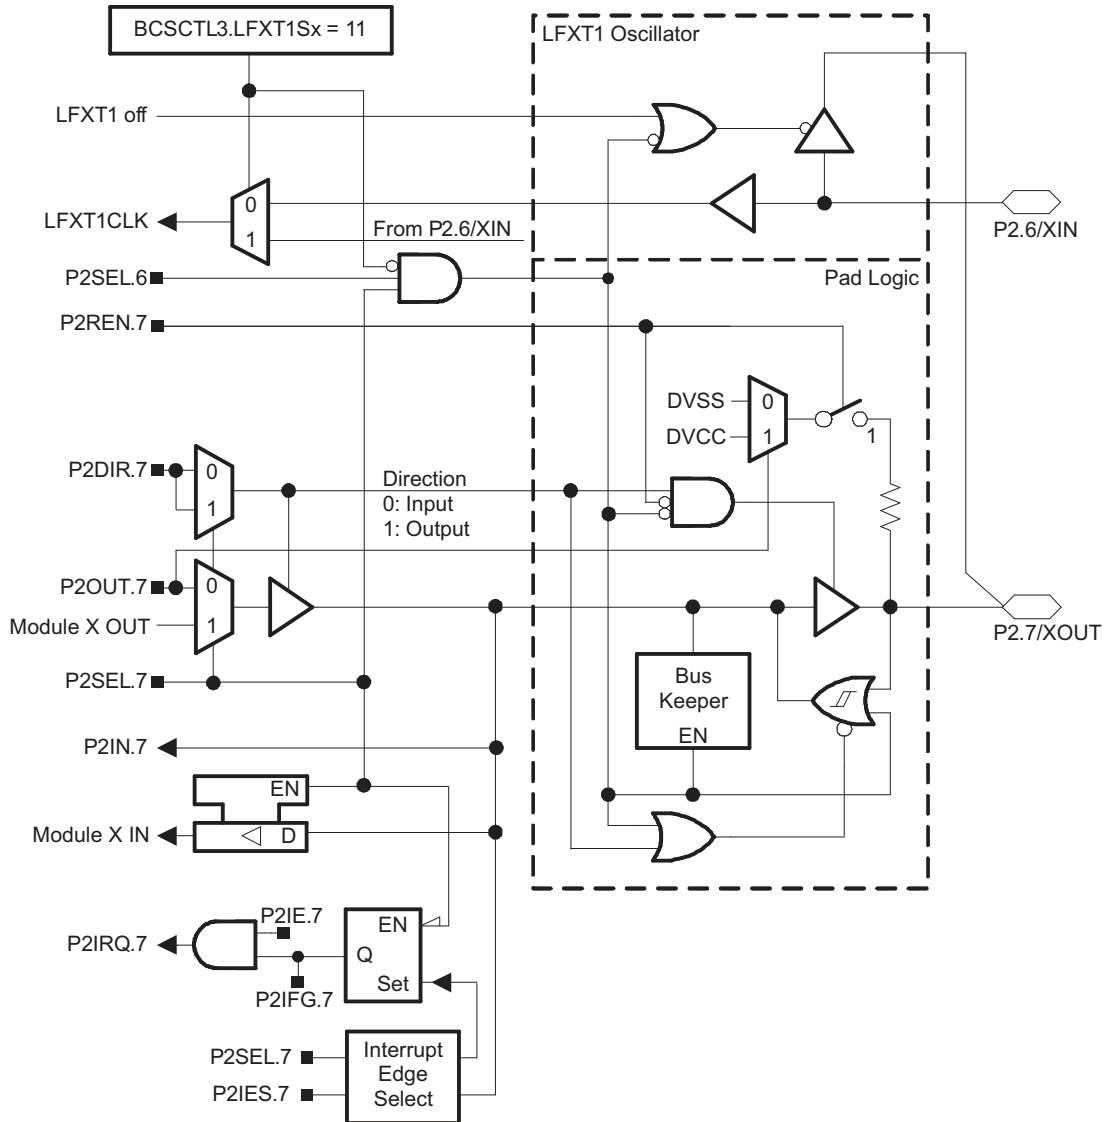 BCSCTL3.LFXT1Sx = 11
LFXT1 Oscillator
LFXT1 off
0
LFXT1CLK
1
From P2.6/XIN
P2.6/XIN
P2SEL.6
Pad Logic
P2REN.7
DVSS
0
DVCC
1
1
P2DIR.7
0
1
Direction
0: Input
1: Output
P2OUT.7
0
Module X OUT
1
P2.7/XOUT
P2SEL.7
Bus
Keeper
EN
P2IN.7
EN
Module X IN
D
P2IE.7
EN
P2IRQ.7
Q
Set
P2IFG.7
P2SEL.7
P2IES.7
Interrupt
Edge
Select